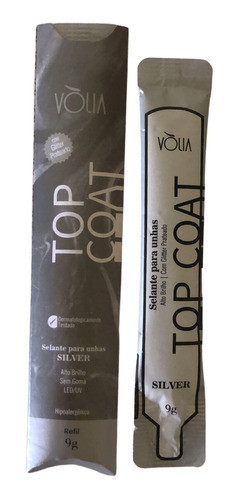 VÒLIA
com
Glitter
Prateado
TOP
COAT
Dermatologicamente
Testado
Selante para unhas
SILVER
Alto Brilho
Sem Goma
LED/UV
Hipoalergênico
Refil
9g
VÒLIA
Selante para unhas
Alto Brilho | Com Glitter Prateado
TOP COAT
SILVER
9g